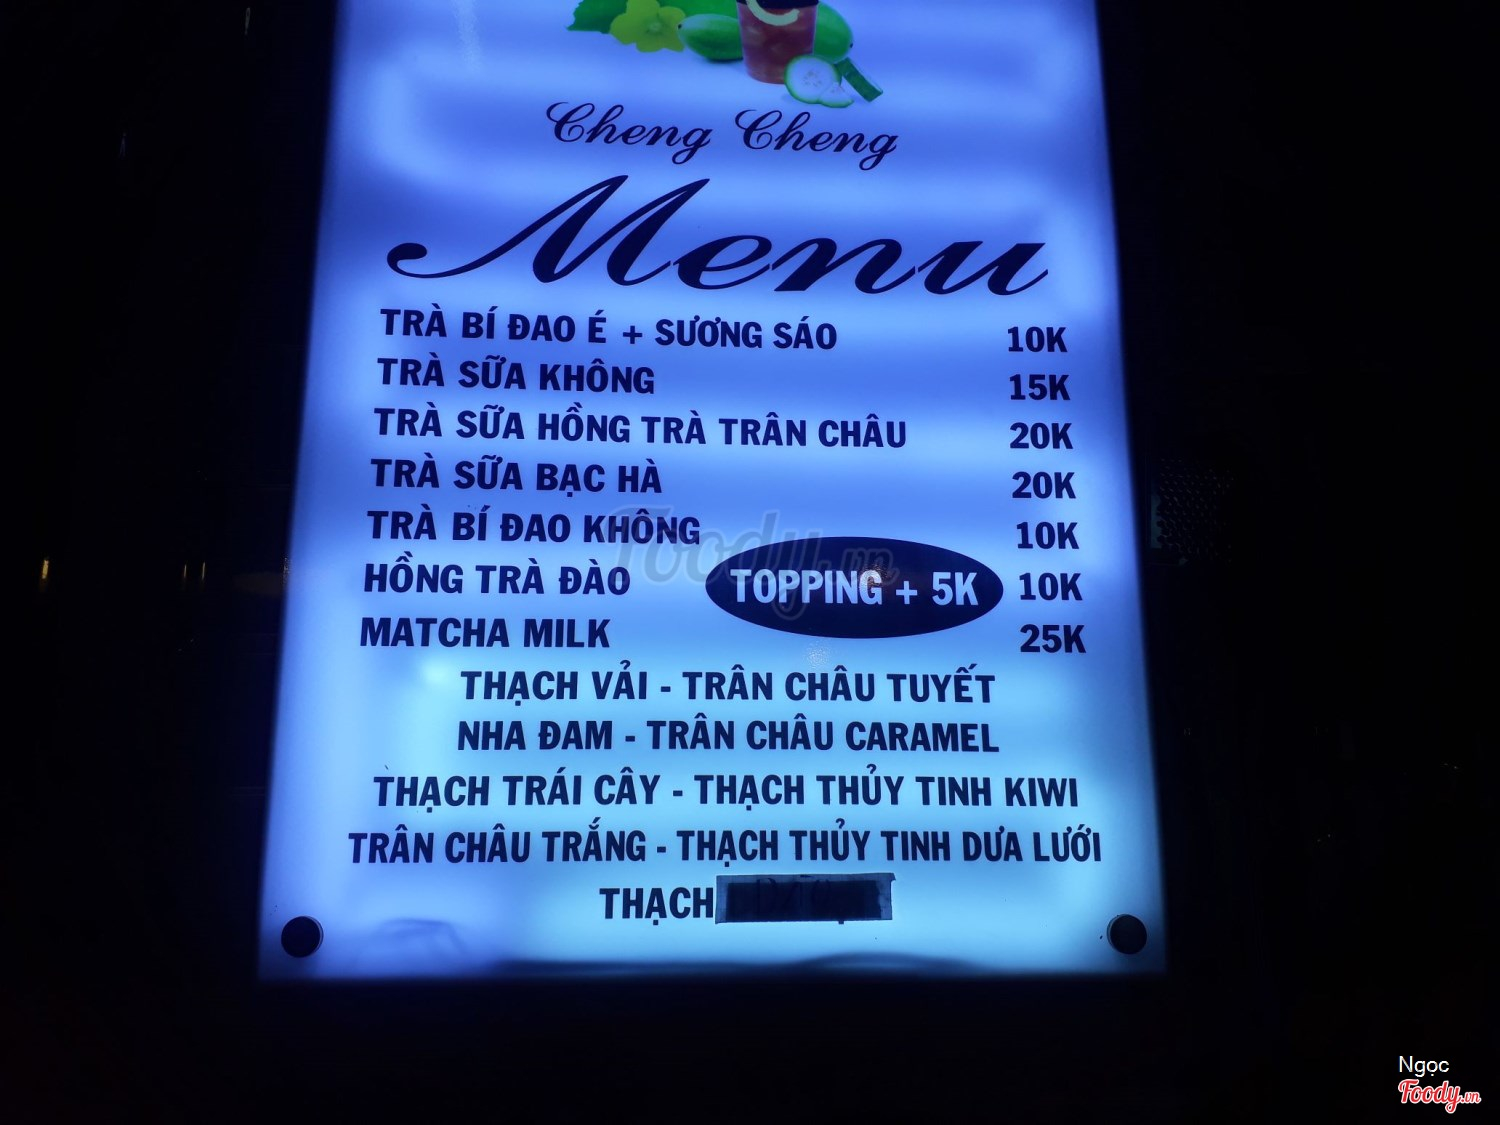 Cheng Cheng
Menu
TRÀ BÍ ĐAO É + SƯƠNG SÁO 10K
TRÀ SỮA KHÔNG 15K
TRÀ SỮA HỒNG TRÀ TRÂN CHÂU 20K
TRÀ SỮA BẠC HÀ 20K
TRÀ BÍ ĐAO KHÔNG 10K
HỒNG TRÀ ĐÀO 10K
TOPPING + 5K
MATCHA MILK 25K
THẠCH VẢI - TRÂN CHÂU TUYẾT
NHA ĐAM - TRÂN CHÂU CARAMEL
THẠCH TRÁI CÂY - THẠCH THỦY TINH KIWI
TRÂN CHÂU TRẮNG - THẠCH THỦY TINH DƯA LƯỚI
THẠCH
Foody.vn
Ngọc
Foody.vn